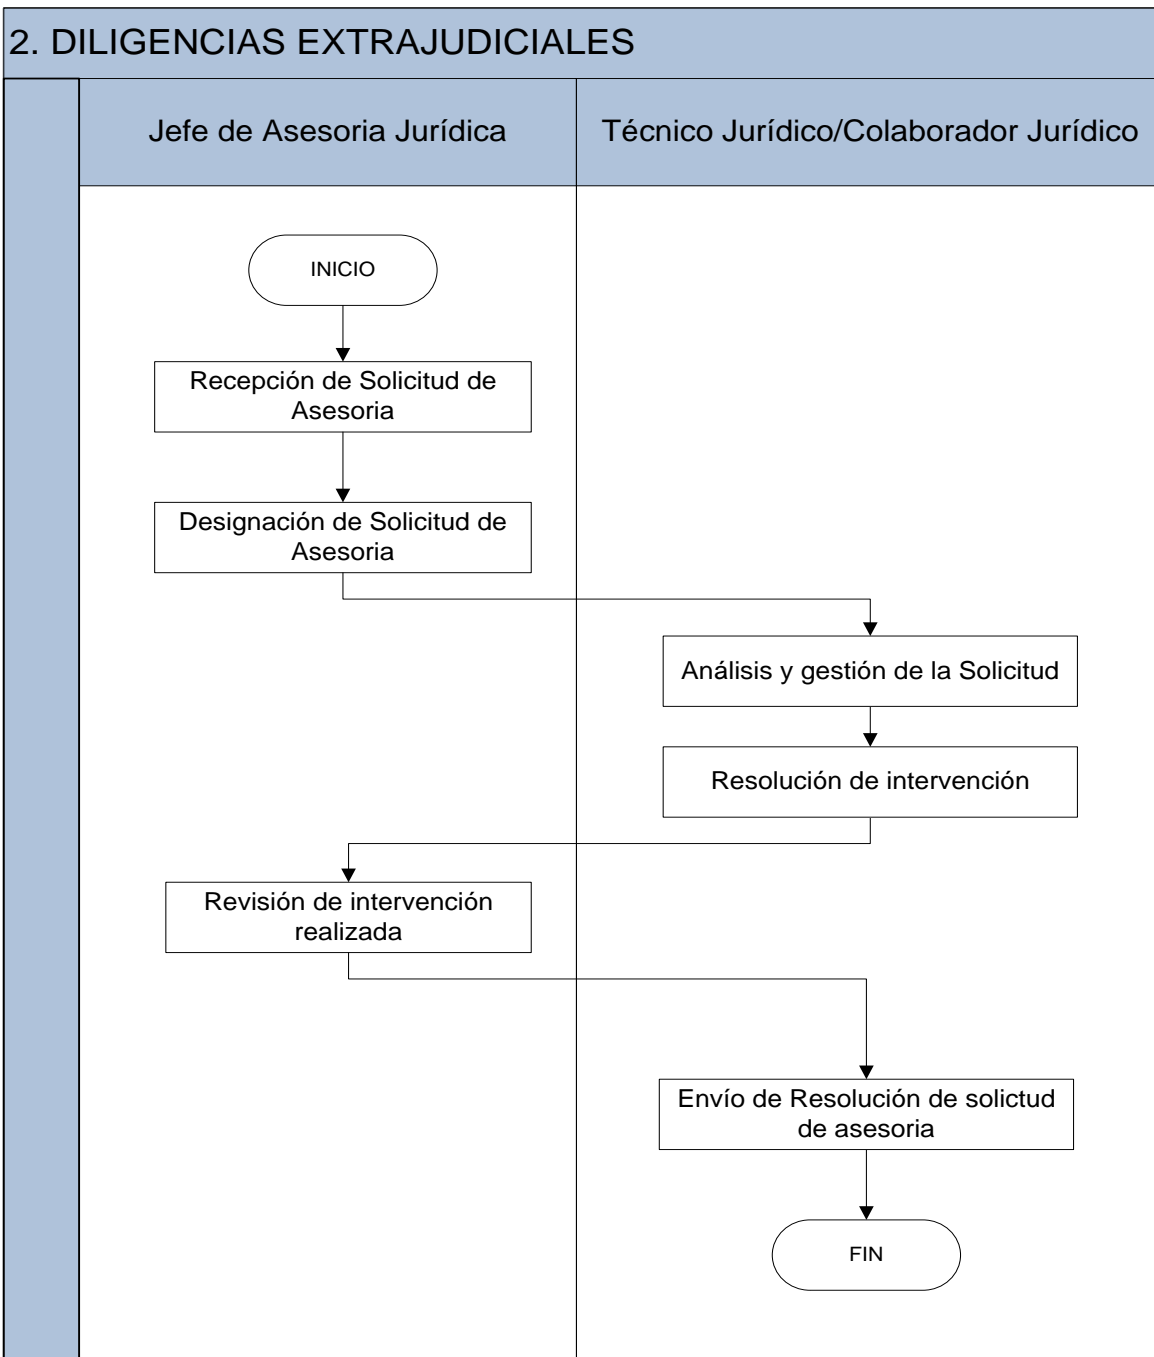 2. DILIGENCIAS EXTRAJUDICIALES
Jefe de Asesoria Jurídica
Técnico Jurídico/Colaborador Jurídico
INICIO
Recepción de Solicitud de
Asesoria
Designación de Solicitud de
Asesoria
Análisis y gestión de la Solicitud
Resolución de intervención
Revisión de intervención
realizada
Envío de Resolución de solictud
de asesoria
FIN